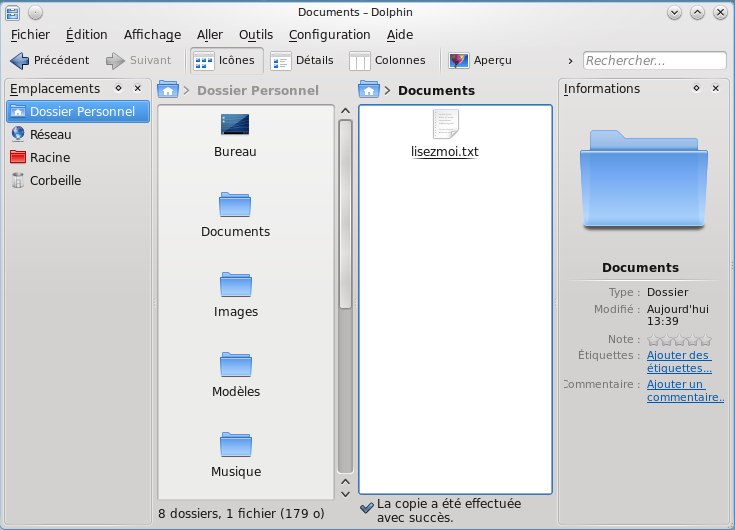 Documents – Dolphin
Fichier Édition Affichage Aller Outils Configuration Aide
Précédent Suivant Icônes Détails Colonnes Aperçu Rechercher...
Emplacements
Dossier Personnel
Réseau
Racine
Corbeille
Dossier Personnel
Bureau
Documents
Images
Modèles
Musique
8 dossiers, 1 fichier (179 o)
Documents
lisezmoi.txt
La copie a été effectuée
avec succès.
Informations
Documents
Type : Dossier
Modifié : Aujourd'hui
13:39
Note :
Étiquettes : Ajouter des
étiquettes...
Commentaire : Ajouter un
commentaire..